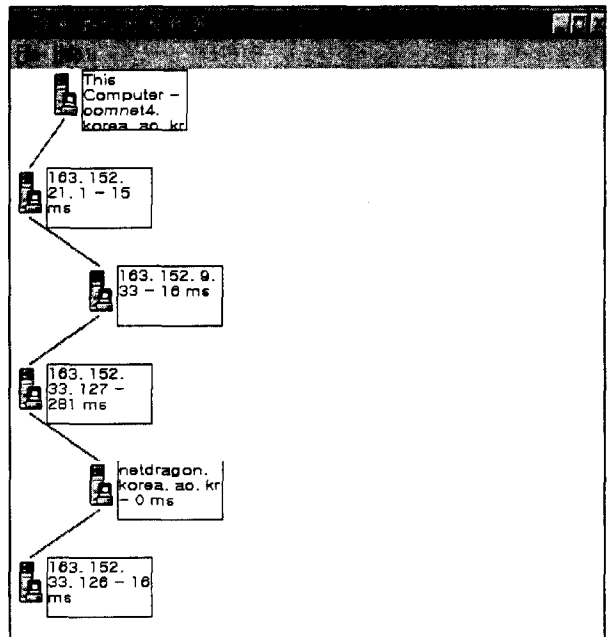 This
Computer –
comnet4.
korea. ac. kr
163. 152.
21. 1 – 15
ms
163. 152. 9.
33 – 16 ms
163. 152.
33. 127 –
281 ms
netdragon.
korea. ac. kr
– 0 ms
163. 152.
33. 126 – 16
ms